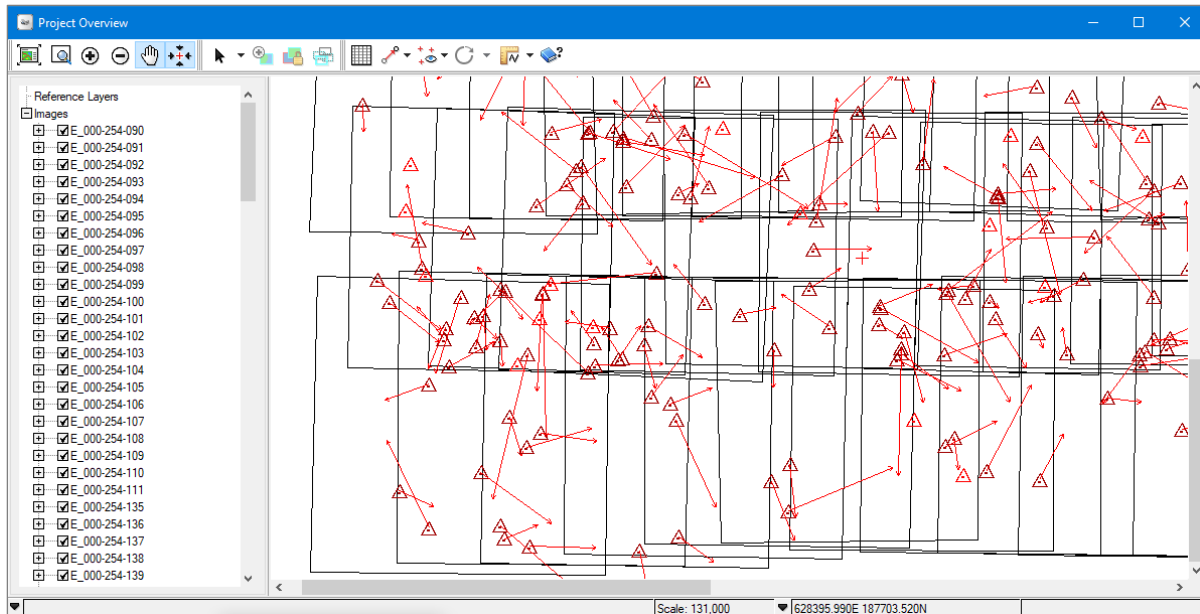 Project Overview
Reference Layers
Images
E_000-254-090
E_000-254-091
E_000-254-092
E_000-254-093
E_000-254-094
E_000-254-095
E_000-254-096
E_000-254-097
E_000-254-098
E_000-254-099
E_000-254-100
E_000-254-101
E_000-254-102
E_000-254-103
E_000-254-104
E_000-254-105
E_000-254-106
E_000-254-107
E_000-254-108
E_000-254-109
E_000-254-110
E_000-254-111
E_000-254-135
E_000-254-136
E_000-254-137
E_000-254-138
E_000-254-139
Scale: 131,000
628395.990E 187703.520N